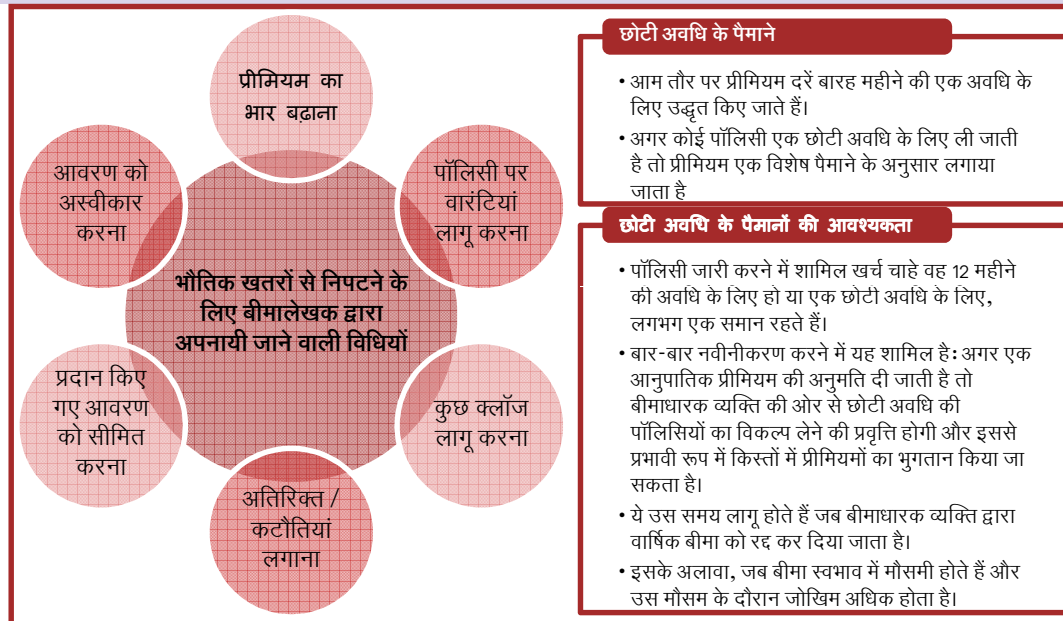 प्रीमियम का
भार बढ़ाना
पॉलिसी पर
वारंटियां
लागू करना
कुछ क्लॉज
लागू करना
अतिरिक्त /
कटौतियां
लगाना
प्रदान किए
गए आवरण
को सीमित
करना
आवरण को
अस्वीकार
करना
भौतिक खतरों से निपटने के
लिए बीमालेखक द्वारा
अपनायी जाने वाली विधियों
छोटी अवधि के पैमाने
• आम तौर पर प्रीमियम दरें बारह महीने की एक अवधि के
लिए उद्धृत किए जाते हैं।
• अगर कोई पॉलिसी एक छोटी अवधि के लिए ली जाती
है तो प्रीमियम एक विशेष पैमाने के अनुसार लगाया
जाता है
छोटी अवधि के पैमानों की आवश्यकता
• पॉलिसी जारी करने में शामिल खर्च चाहे वह 12 महीने
की अवधि के लिए हो या एक छोटी अवधि के लिए,
लगभग एक समान रहते हैं।
• बार-बार नवीनीकरण करने में यह शामिल है: अगर एक
आनुपातिक प्रीमियम की अनुमति दी जाती है तो
बीमाधारक व्यक्ति की ओर से छोटी अवधि की
पॉलिसियों का विकल्प लेने की प्रवृत्ति होगी और इससे
प्रभावी रूप में किस्तों में प्रीमियमों का भुगतान किया जा
सकता है।
• ये उस समय लागू होते हैं जब बीमाधारक व्यक्ति द्वारा
वार्षिक बीमा को रद्द कर दिया जाता है।
• इसके अलावा, जब बीमा स्वभाव में मौसमी होते हैं और
उस मौसम के दौरान जोखिम अधिक होता है।